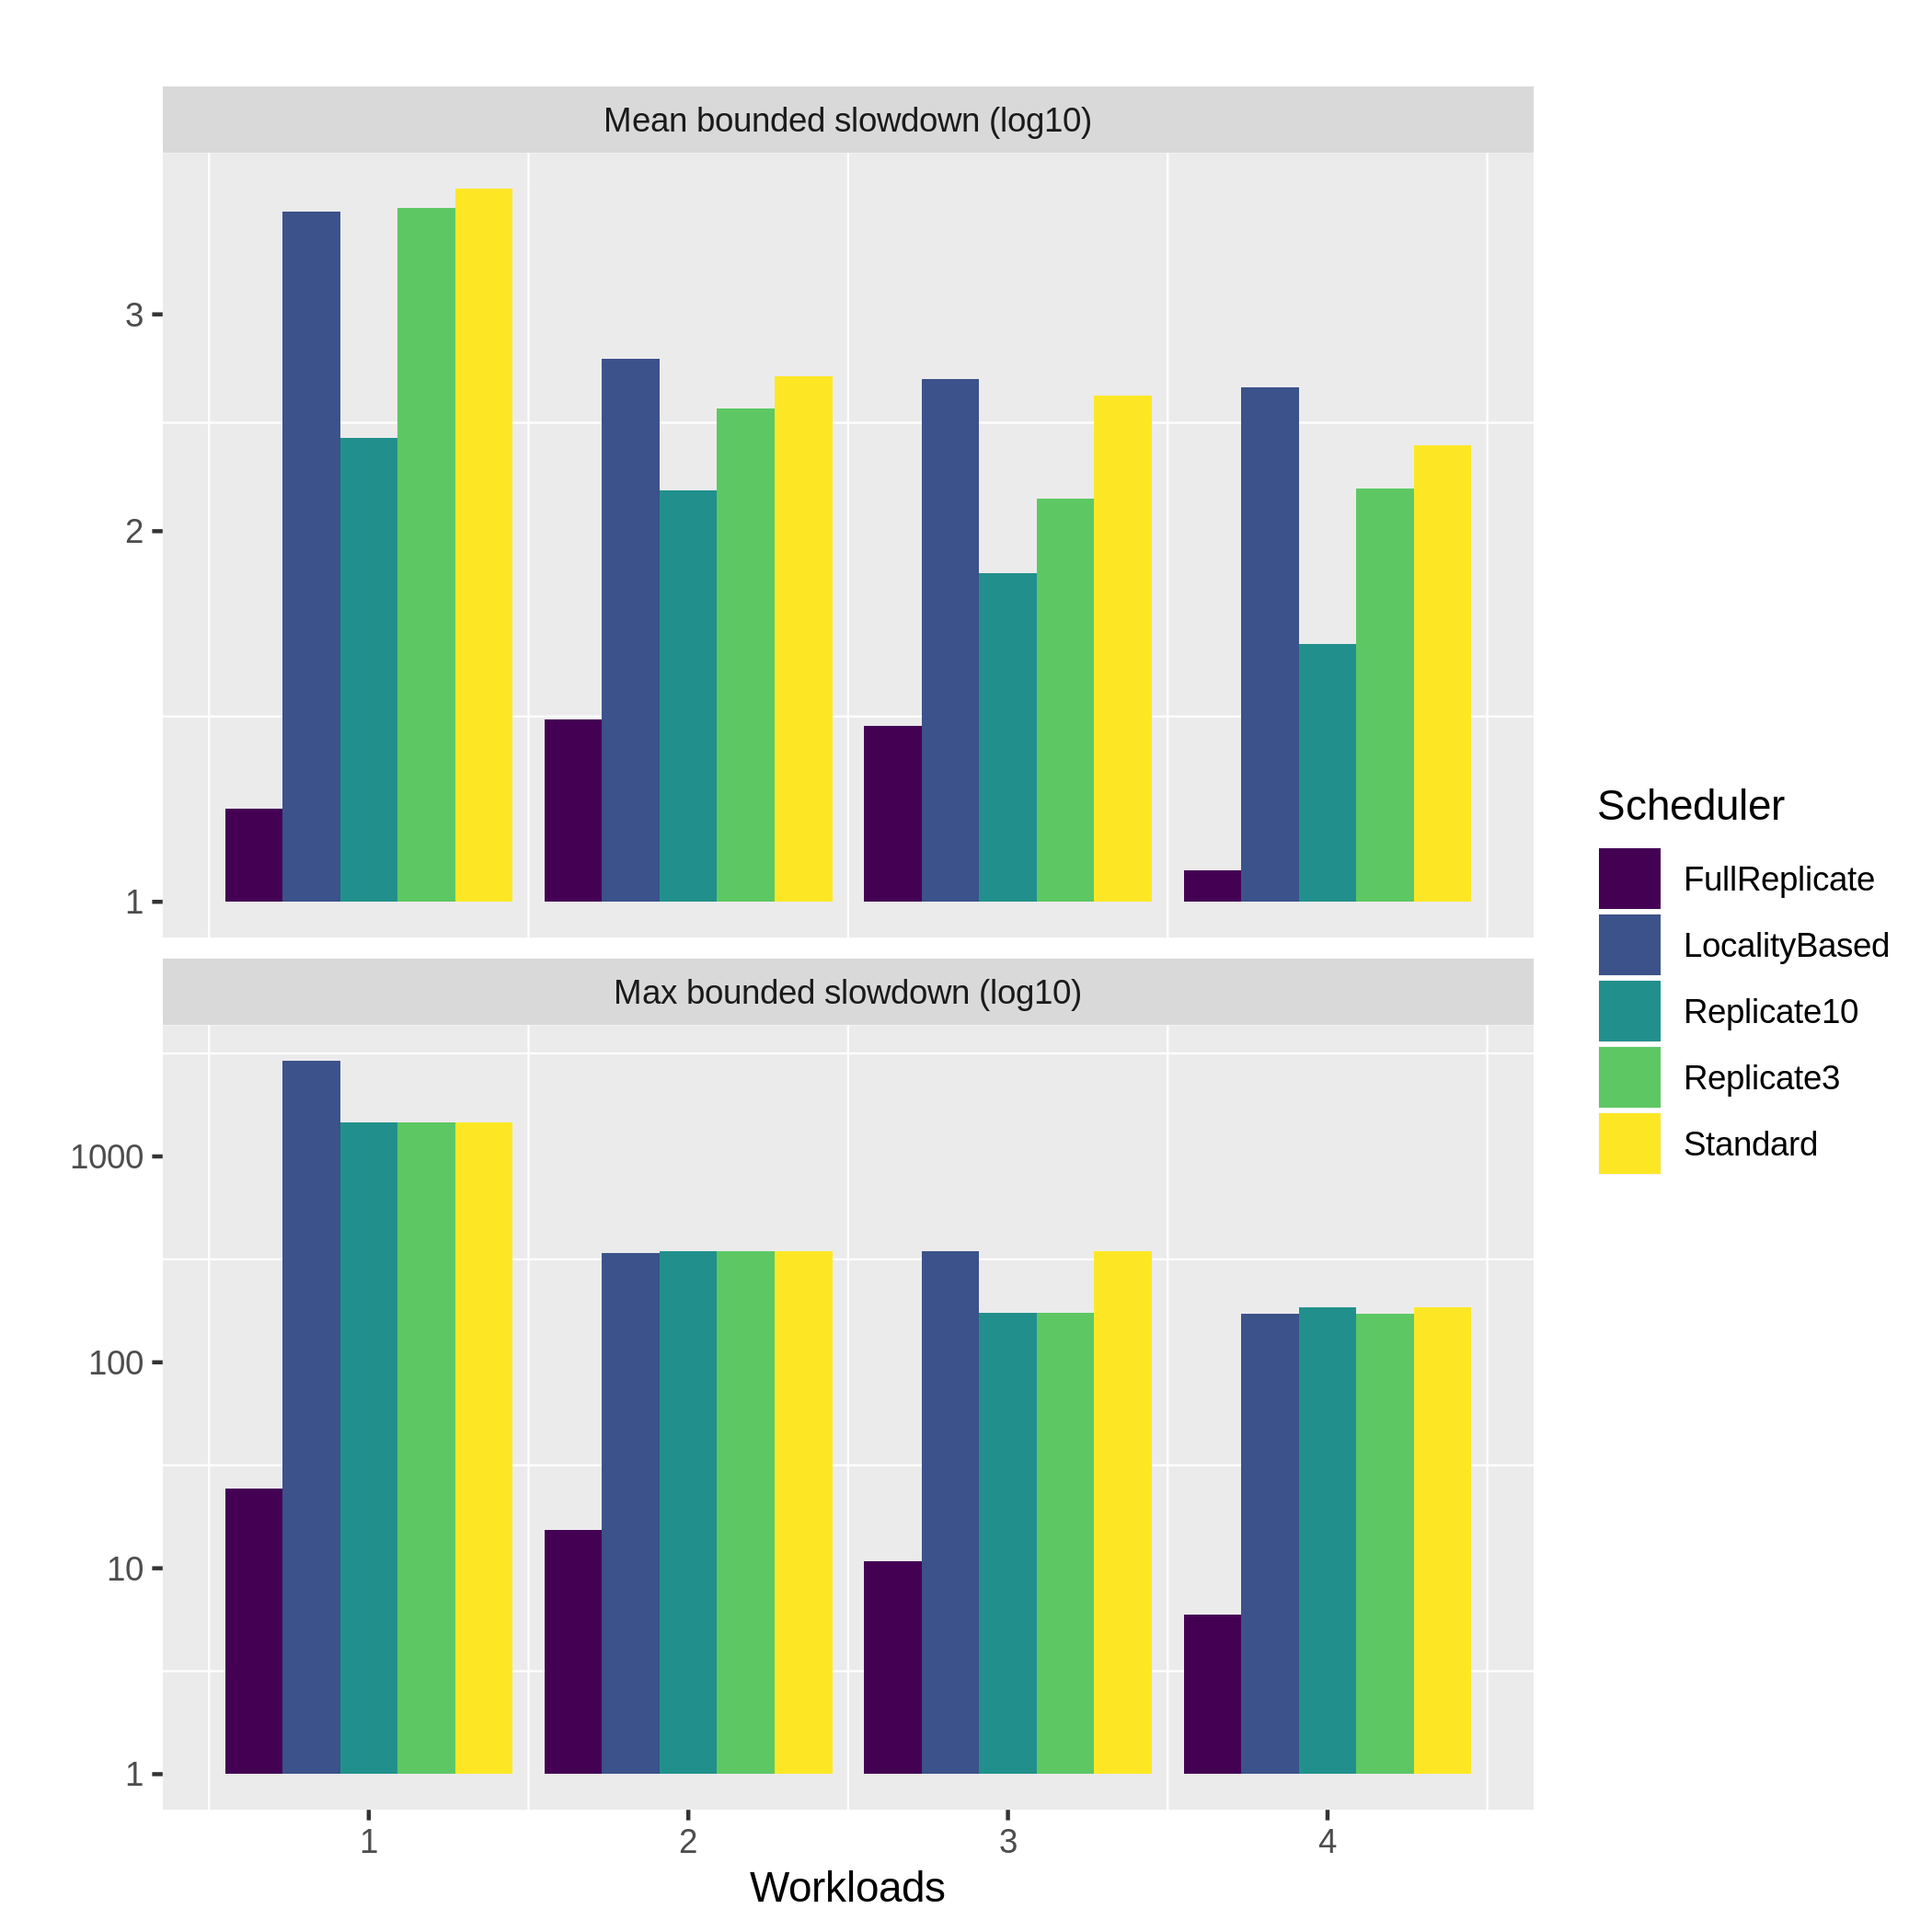 Mean bounded slowdown (log10)
3
2
1
Max bounded slowdown (log10)
1000
100
10
1
1 2 3 4
Workloads
Scheduler
FullReplicate
LocalityBased
Replicate10
Replicate3
Standard